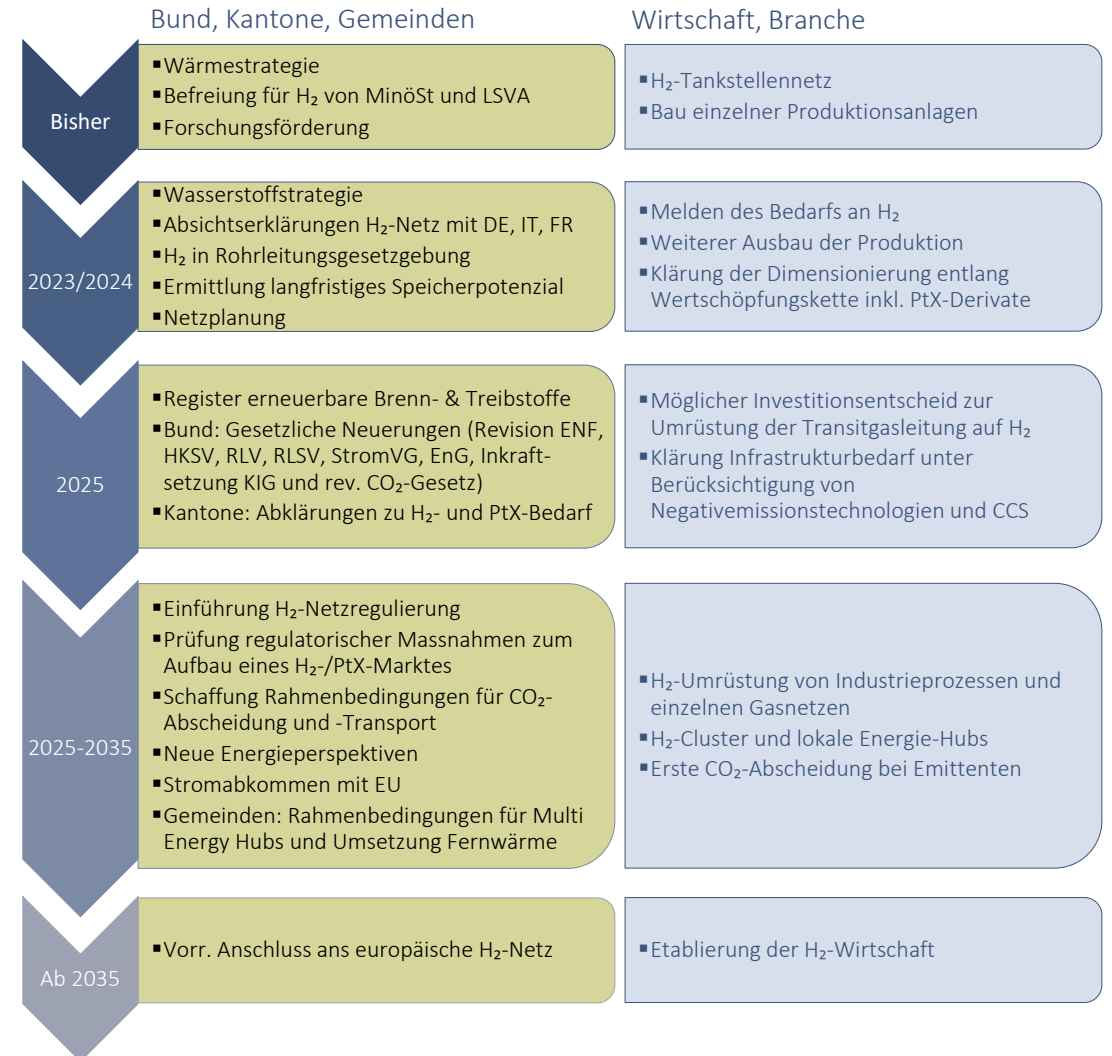 Bund, Kantone, Gemeinden
Wirtschaft, Branche
Bisher
▪Wärmestrategie
▪Befreiung für H₂ von MinöSt und LSVA
▪Forschungsförderung
▪H₂-Tankstellennetz
▪Bau einzelner Produktionsanlagen
2023/2024
▪Wasserstoffstrategie
▪Absichtserklärungen H₂-Netz mit DE, IT, FR
▪H₂ in Rohrleitungsgesetzgebung
▪Ermittlung langfristiges Speicherpotenzial
▪Netzplanung
▪Melden des Bedarfs an H₂
▪Weiterer Ausbau der Produktion
▪Klärung der Dimensionierung entlang
Wertschöpfungskette inkl. PtX-Derivate
2025
▪Register erneuerbare Brenn- & Treibstoffe
▪Bund: Gesetzliche Neuerungen (Revision ENF,
HKSV, RLV, RLSV, StromVG, EnG, Inkraft-
setzung KIG und rev. CO₂-Gesetz)
▪Kantone: Abklärungen zu H₂- und PtX-Bedarf
▪Möglicher Investitionsentscheid zur
Umrüstung der Transitgasleitung auf H₂
▪Klärung Infrastrukturbedarf unter
Berücksichtigung von
Negativemissionstechnologien und CCS
2025-2035
▪Einführung H₂-Netzregulierung
▪Prüfung regulatorischer Massnahmen zum
Aufbau eines H₂-/PtX-Marktes
▪Schaffung Rahmenbedingungen für CO₂-
Abscheidung und -Transport
▪Neue Energieperspektiven
▪Stromabkommen mit EU
▪Gemeinden: Rahmenbedingungen für Multi
Energy Hubs und Umsetzung Fernwärme
▪H₂-Umrüstung von Industrieprozessen und
einzelnen Gasnetzen
▪H₂-Cluster und lokale Energie-Hubs
▪Erste CO₂-Abscheidung bei Emittenten
Ab 2035
▪Vorr. Anschluss ans europäische H₂-Netz
▪Etablierung der H₂-Wirtschaft